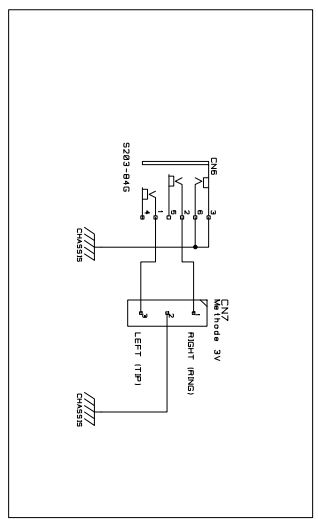 CN6
3
6
2
5
1
4
S203-84G
CHASSIS
CN7
Methode 3V
1
2
3
RIGHT (RING)
LEFT (TIP)
CHASSIS